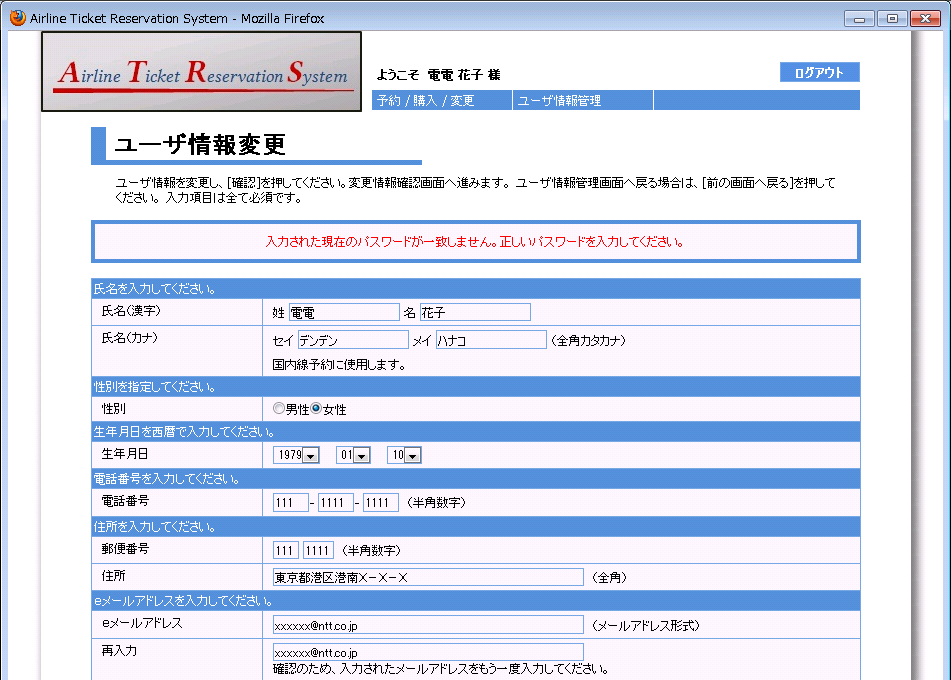 Airline Ticket Reservation System - Mozilla Firefox
Airline Ticket Reservation System
ようこそ 電電 花子 様
ログアウト
予約 / 購入 / 変更 ユーザ情報管理
ユーザ情報変更
ユーザ情報を変更し、[確認]を押してください。変更情報確認画面へ進みます。 ユーザ情報管理画面へ戻る場合は、[前の画面へ戻る]を押して
ください。 入力項目は全て必須です。
入力された現在のパスワードが一致しません。正しいパスワードを入力してください。
氏名を入力してください。
氏名(漢字) 姓 電電 名 花子
氏名(カナ) セイ デンデン メイ ハナコ (全角カタカナ)
国内線予約に使用します。
性別を指定してください。
性別 男性 女性
生年月日を西暦で入力してください。
生年月日 1979 01 10
電話番号を入力してください。
電話番号 111 - 1111 - 1111 (半角数字)
住所を入力してください。
郵便番号 111 1111 (半角数字)
住所 東京都港区港南X-X-X (全角)
eメールアドレスを入力してください。
eメールアドレス xxxxxx@ntt.co.jp (メールアドレス形式)
再入力 xxxxxx@ntt.co.jp
確認のため、入力されたメールアドレスをもう一度入力してください。